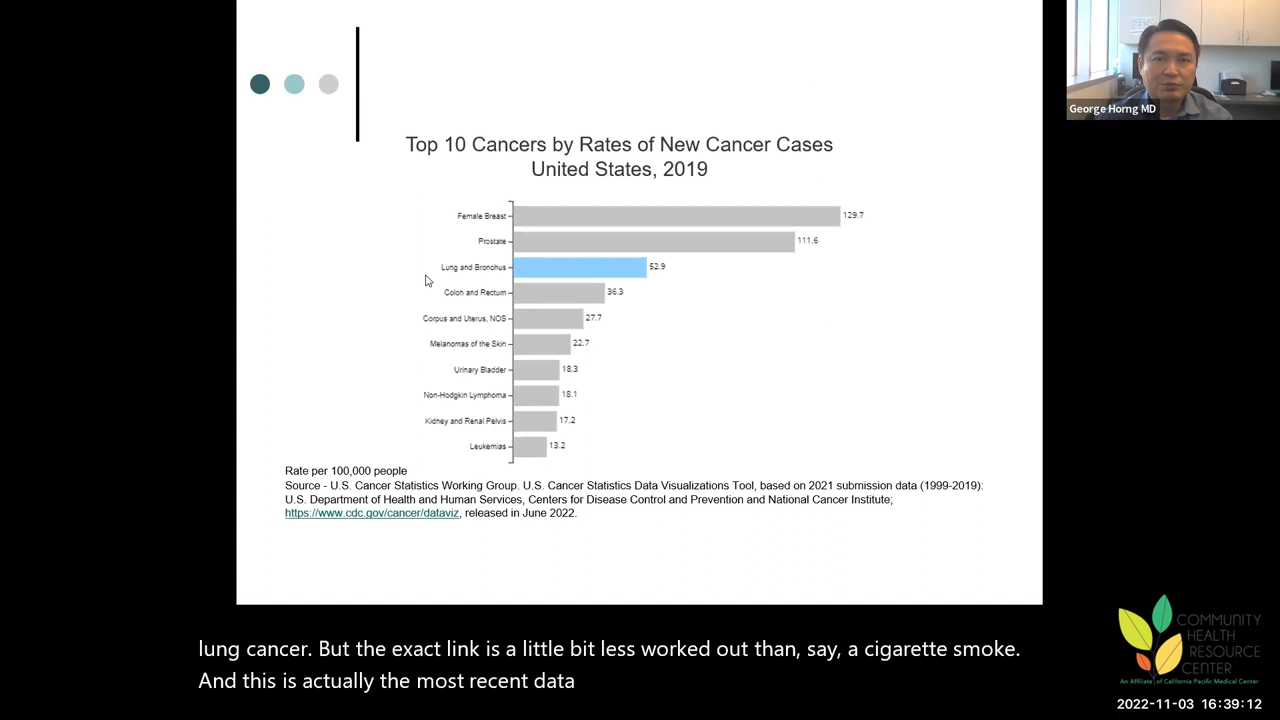 George Horng MD
Top 10 Cancers by Rates of New Cancer Cases
United States, 2019
Female Breast 129.7
Prostate 111.6
Lung and Bronchus 52.9
Colon and Rectum 36.3
Corpus and Uterus, NOS 27.7
Melanomas of the Skin 22.7
Urinary Bladder 18.3
Non-Hodgkin Lymphoma 18.1
Kidney and Renal Pelvis 17.2
Leukemias 13.2
Rate per 100,000 people
Source - U.S. Cancer Statistics Working Group. U.S. Cancer Statistics Data Visualizations Tool, based on 2021 submission data (1999-2019):
U.S. Department of Health and Human Services, Centers for Disease Control and Prevention and National Cancer Institute;
https://www.cdc.gov/cancer/dataviz, released in June 2022.
lung cancer. But the exact link is a little bit less worked out than, say, a cigarette smoke.
And this is actually the most recent data
COMMUNITY
HEALTH
RESOURCE
CENTER
An Affiliate of California Pacific Medical Center
2022-11-03 16:39:12